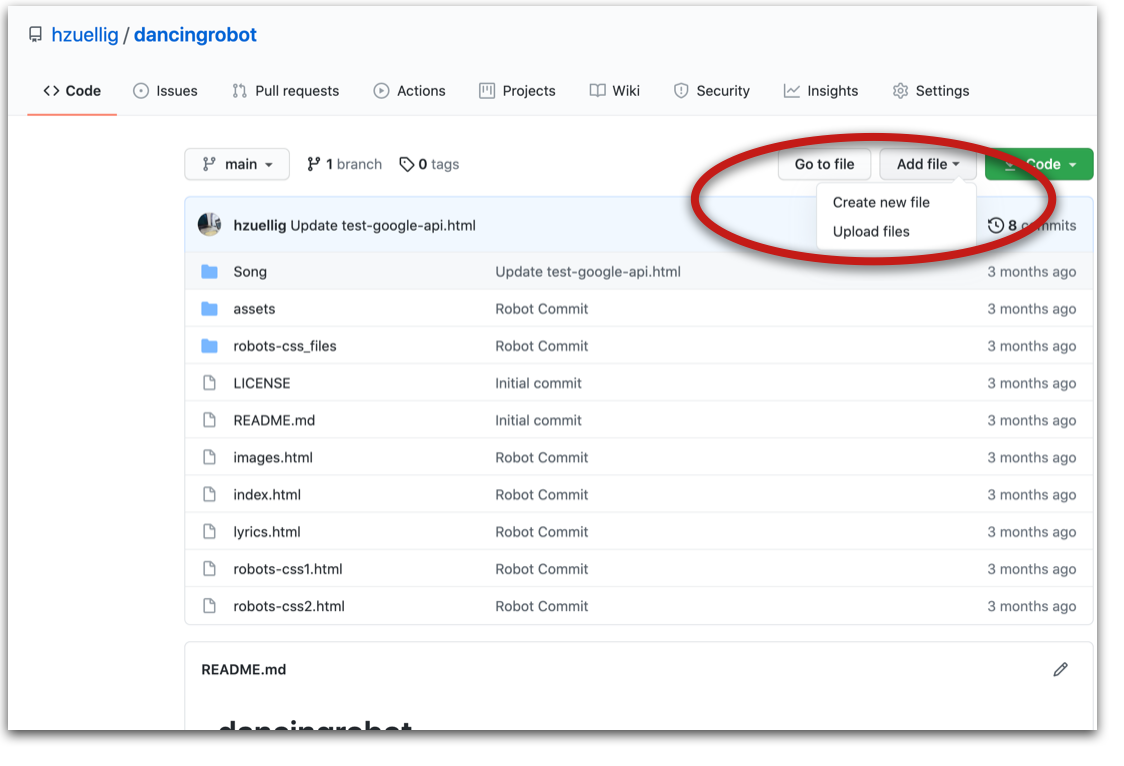 hzuellig / dancingrobot
Code Issues Pull requests Actions Projects Wiki Security Insights Settings
main 1 branch 0 tags Go to file Add file Code
Create new file
Upload files
hzuellig Update test-google-api.html 8 commits
Song Update test-google-api.html 3 months ago
assets Robot Commit 3 months ago
robots-css_files Robot Commit 3 months ago
LICENSE Initial commit 3 months ago
README.md Initial commit 3 months ago
images.html Robot Commit 3 months ago
index.html Robot Commit 3 months ago
lyrics.html Robot Commit 3 months ago
robots-css1.html Robot Commit 3 months ago
robots-css2.html Robot Commit 3 months ago
README.md
dancingrobot